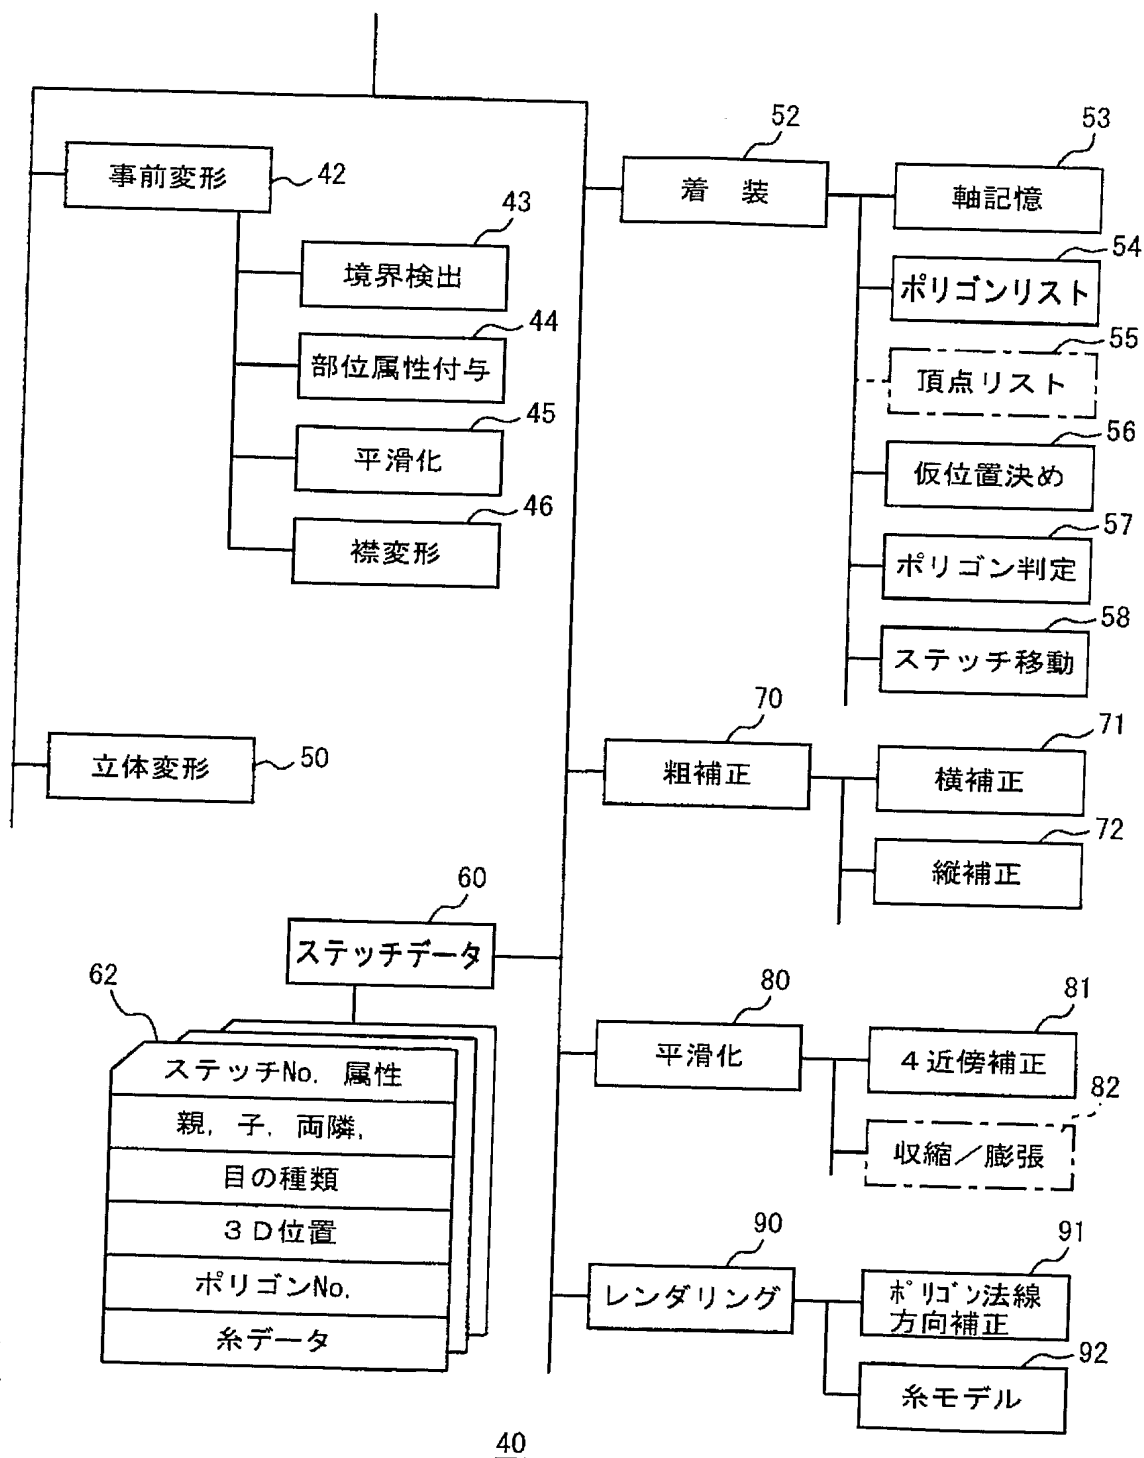 事前変形
42
境界検出
43
部位属性付与
44
平滑化
45
襟変形
46
立体変形
50
着 装
52
軸記憶
53
ポリゴンリスト
54
頂点リスト
55
仮位置決め
56
ポリゴン判定
57
ステッチ移動
58
ステッチデータ
60
62
ステッチNo. 属性
親, 子, 両隣,
目の種類
3D位置
ポリゴンNo.
糸データ
粗補正
70
横補正
71
縦補正
72
平滑化
80
4近傍補正
81
収縮/膨張
82
レンダリング
90
ポリゴン法線
方向補正
91
糸モデル
92
40